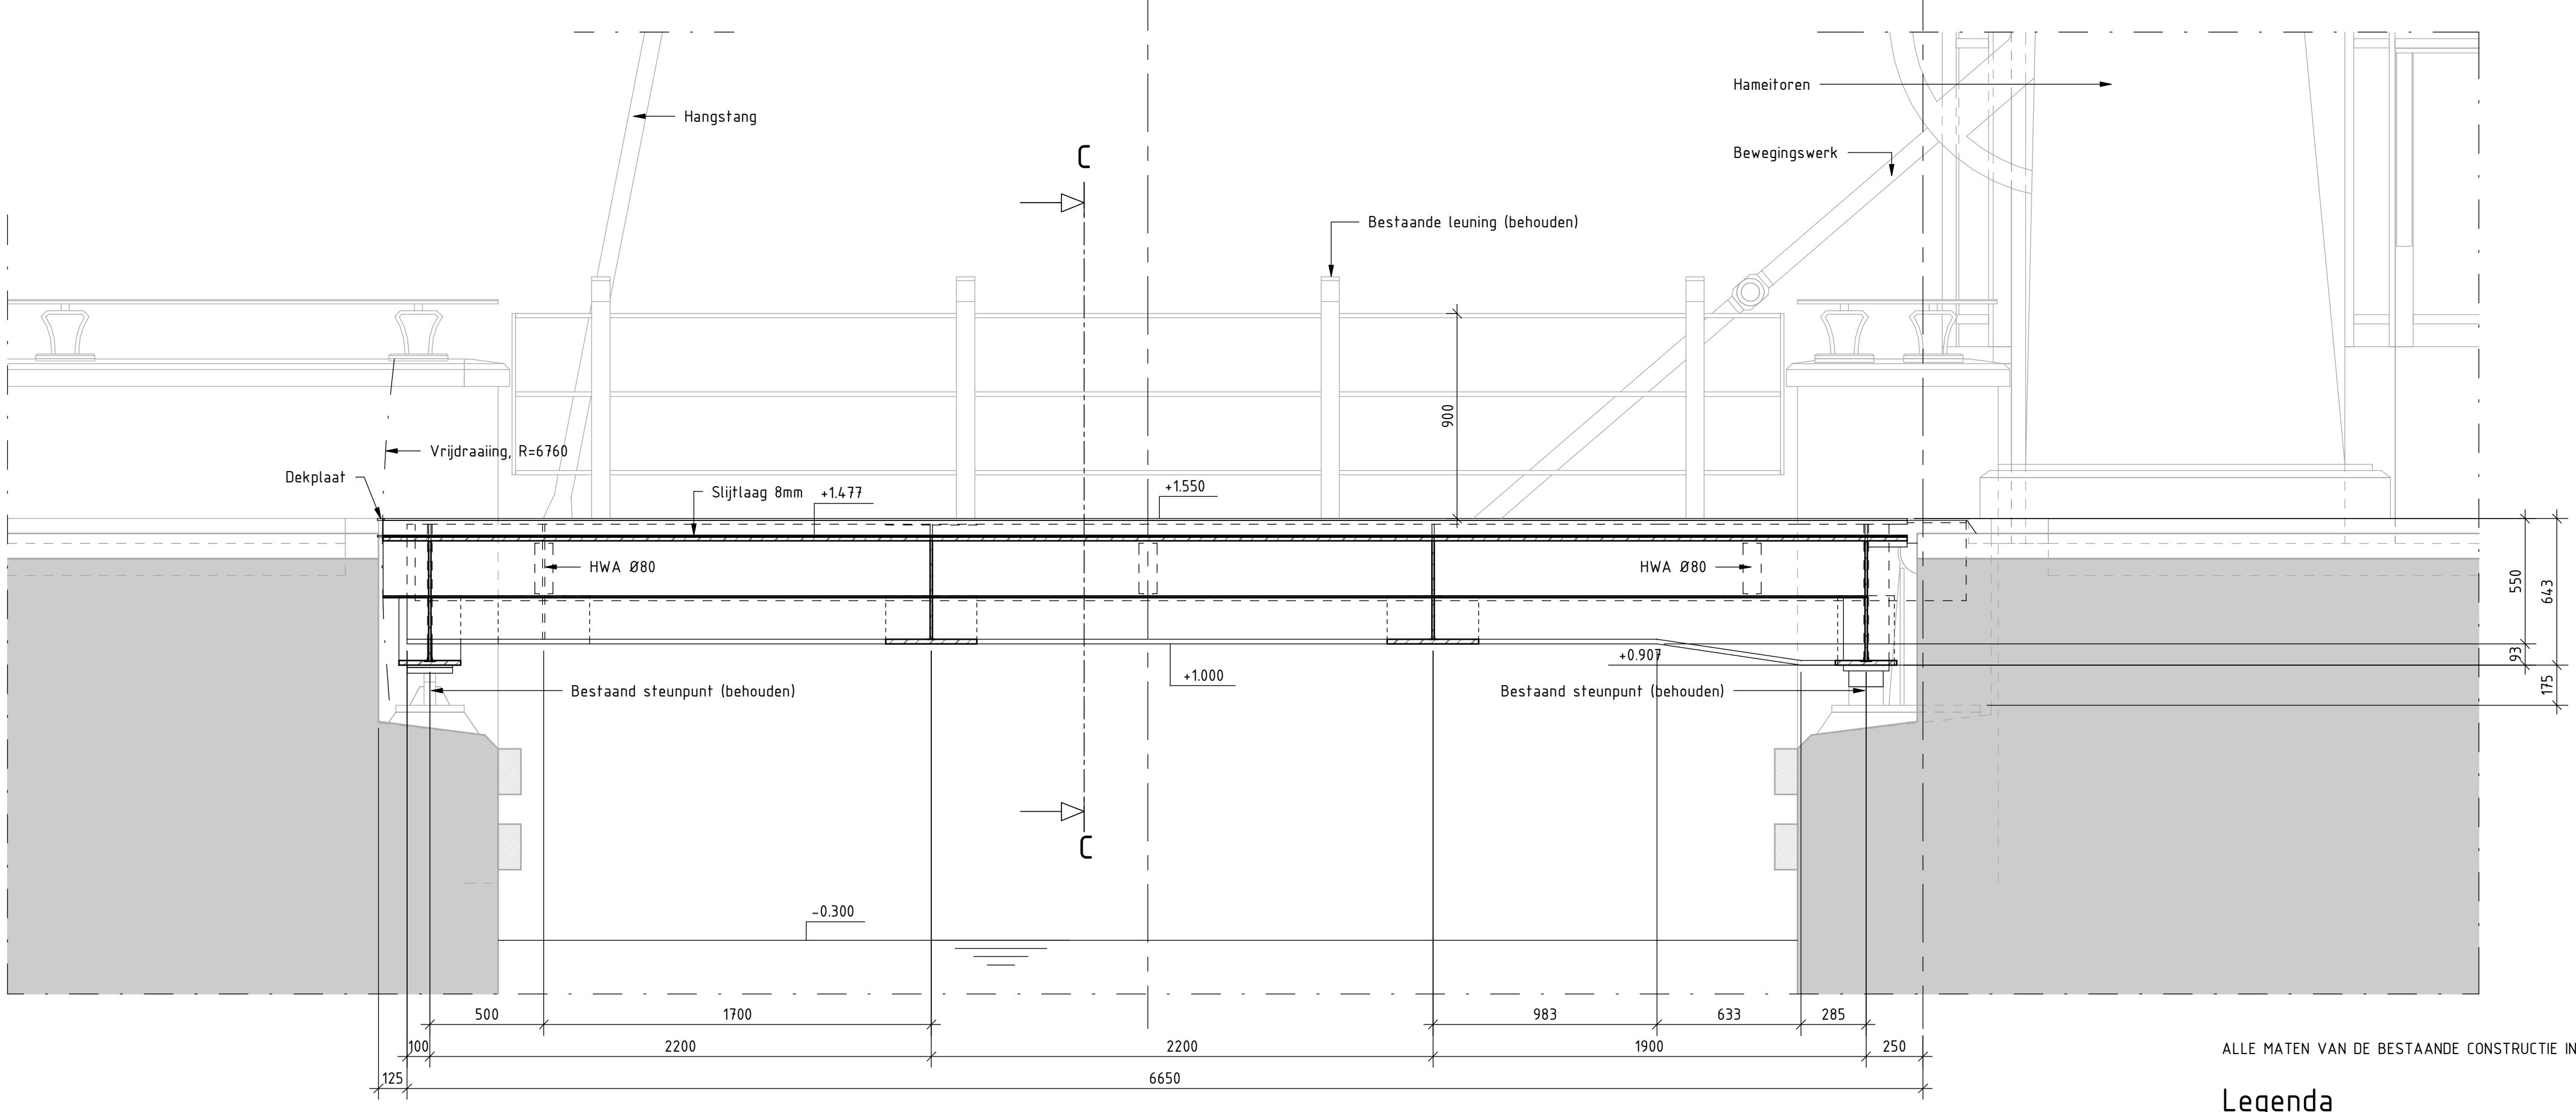 Hameitoren
Hangstang
C
Bewegingswerk
Bestaande leuning (behouden)
900
Vrijdraaiing, R=6760
Dekplaat
Slijtlaag 8mm
+1.477
+1.550
HWA Ø80
HWA Ø80
550
643
+0.907
93
+1.000
175
Bestaand steunpunt (behouden)
Bestaand steunpunt (behouden)
C
-0.300
500
1700
983
633
285
100
2200
2200
1900
250
125
6650
ALLE MATEN VAN DE BESTAANDE CONSTRUCTIE IN
Legenda